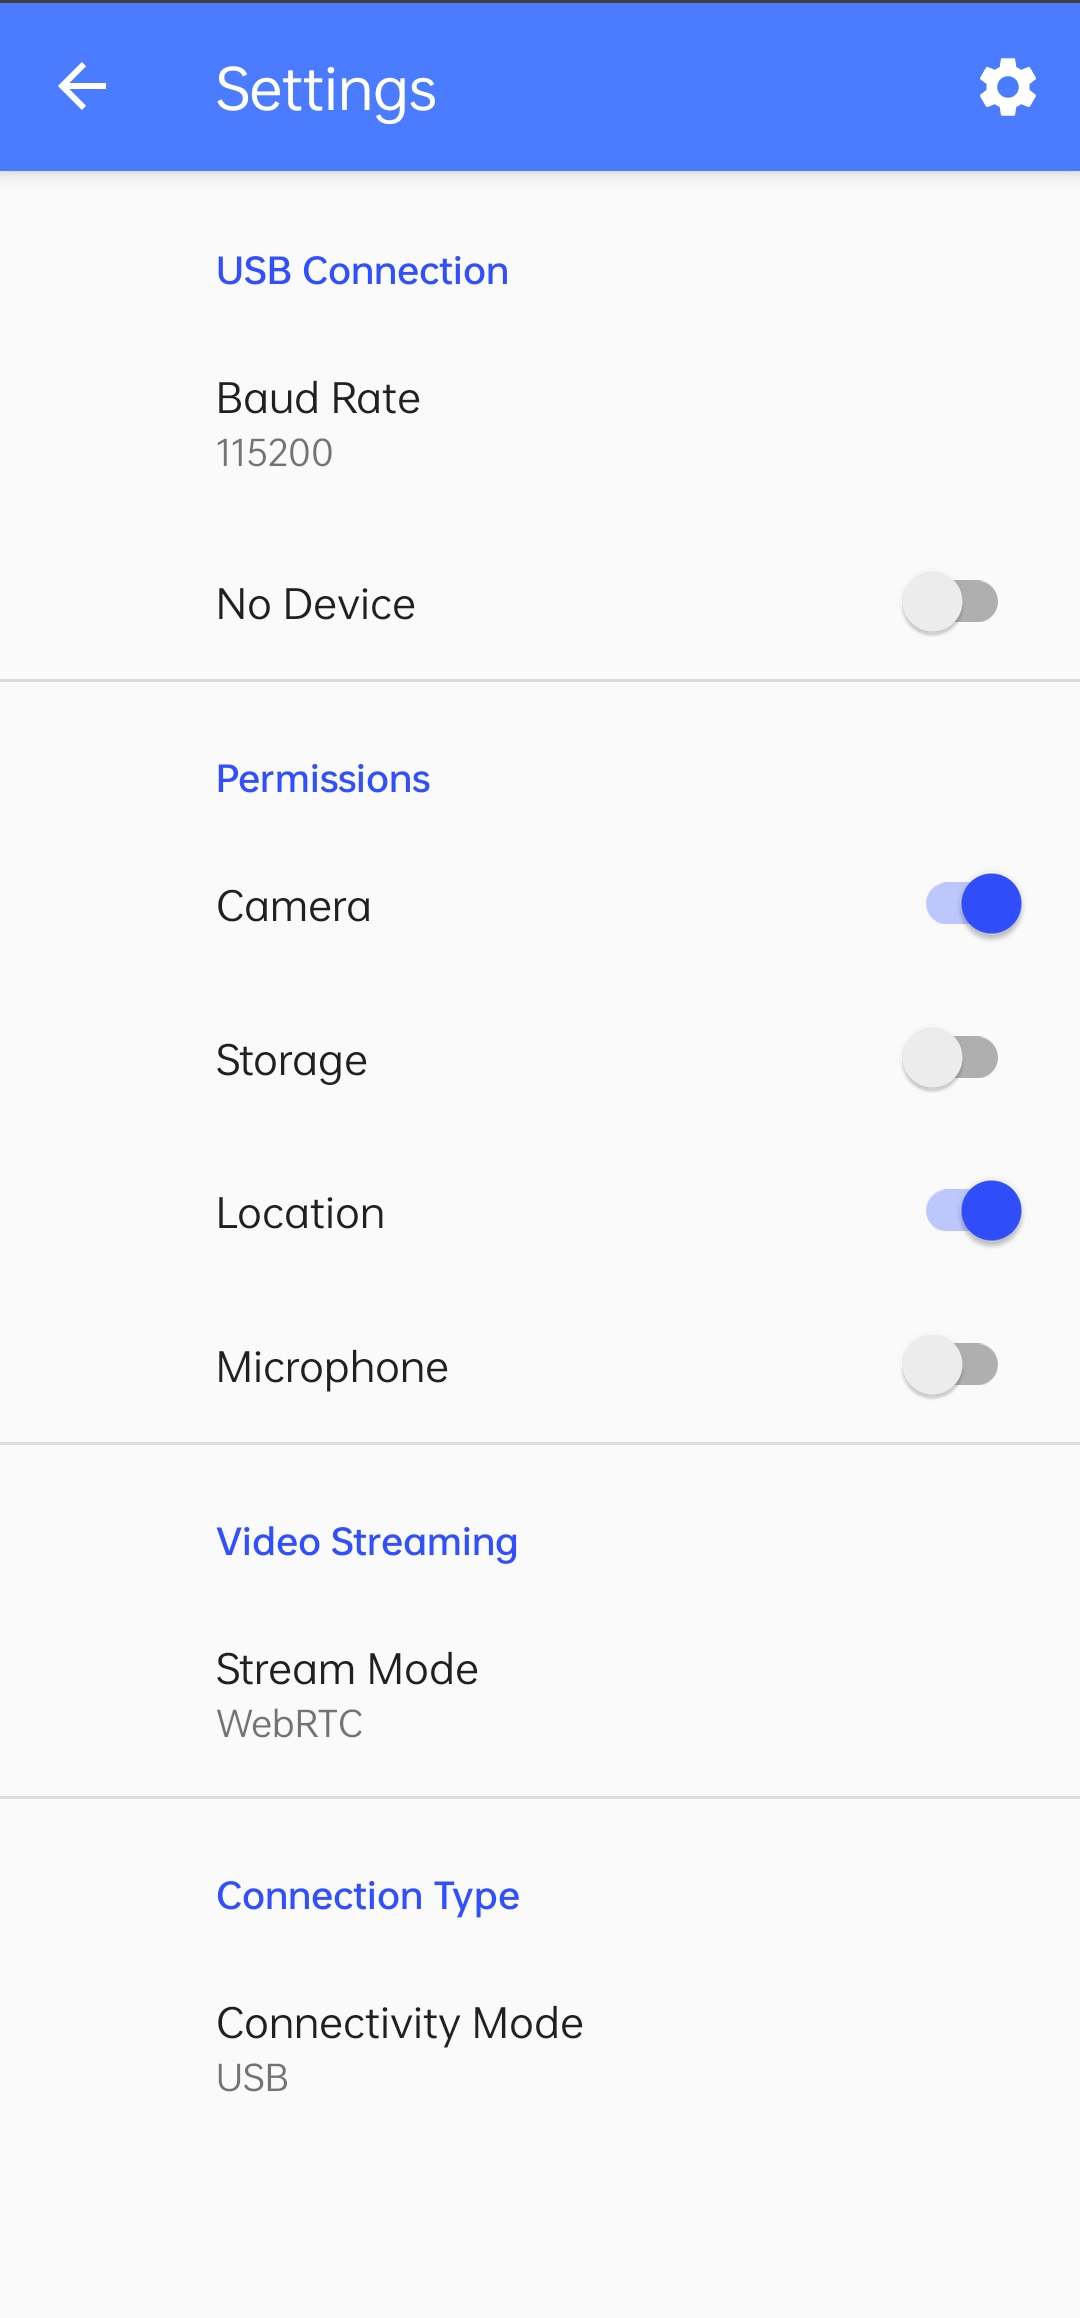 Settings
USB Connection
Baud Rate
115200
No Device
Permissions
Camera
Storage
Location
Microphone
Video Streaming
Stream Mode
WebRTC
Connection Type
Connectivity Mode
USB